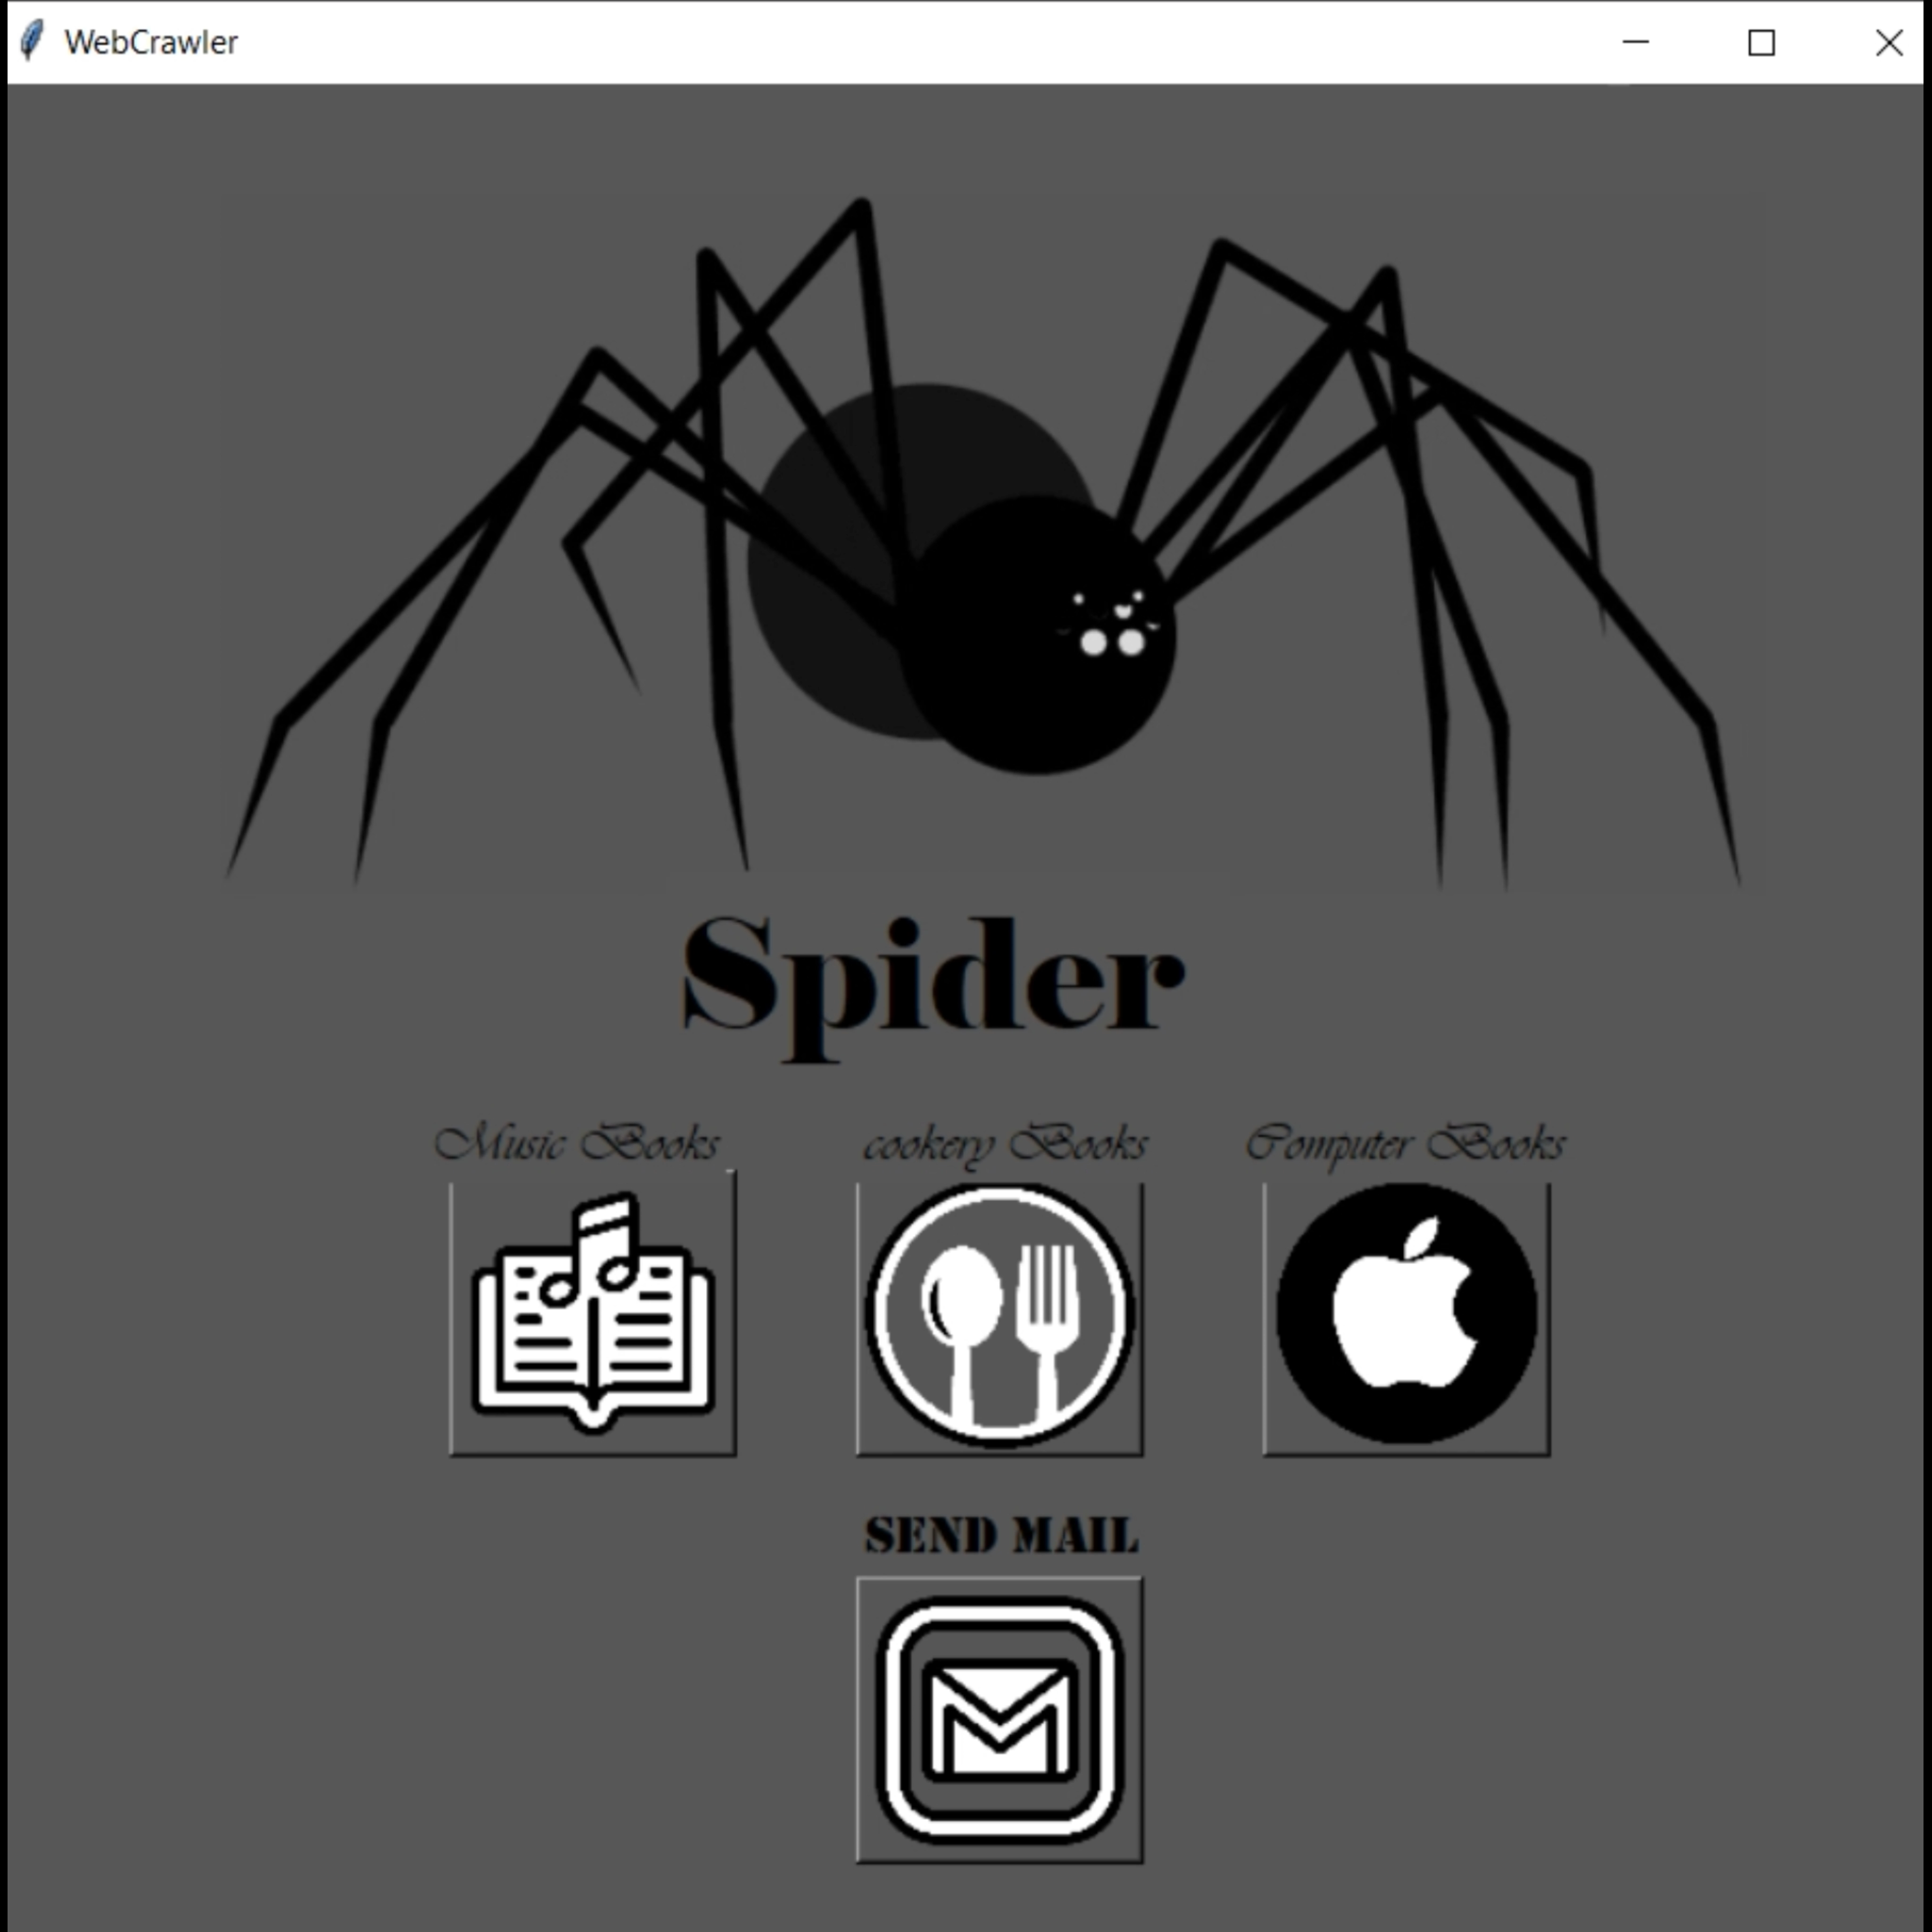 WebCrawler
Spider
Music Books cookery Books Computer Books
SEND MAIL